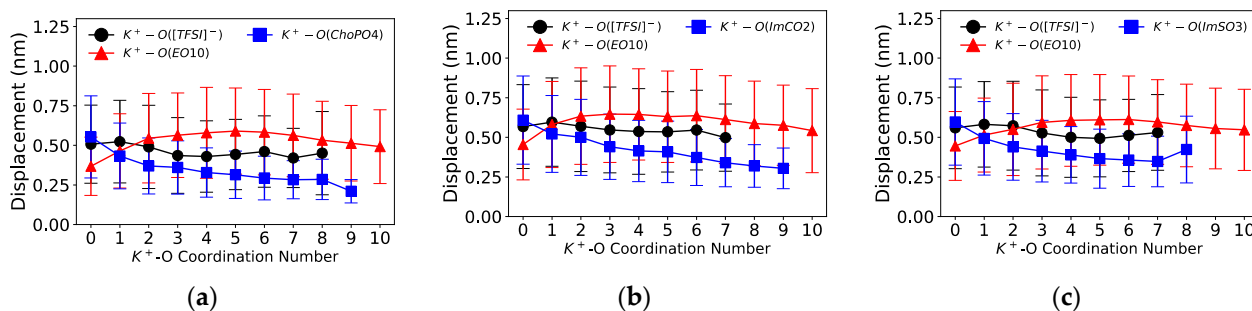 K⁺ − O([TFSI]⁻) K⁺ − O(ChoPO4)
K⁺ − O(EO10)
Displacement (nm)
1.25
1.00
0.75
0.50
0.25
0.00
0 1 2 3 4 5 6 7 8 9 10
K⁺-O Coordination Number
(a)
K⁺ − O([TFSI]⁻) K⁺ − O(ImCO2)
K⁺ − O(EO10)
Displacement (nm)
1.25
1.00
0.75
0.50
0.25
0.00
0 1 2 3 4 5 6 7 8 9 10
K⁺-O Coordination Number
(b)
K⁺ − O([TFSI]⁻) K⁺ − O(ImSO3)
K⁺ − O(EO10)
Displacement (nm)
1.25
1.00
0.75
0.50
0.25
0.00
0 1 2 3 4 5 6 7 8 9 10
K⁺-O Coordination Number
(c)